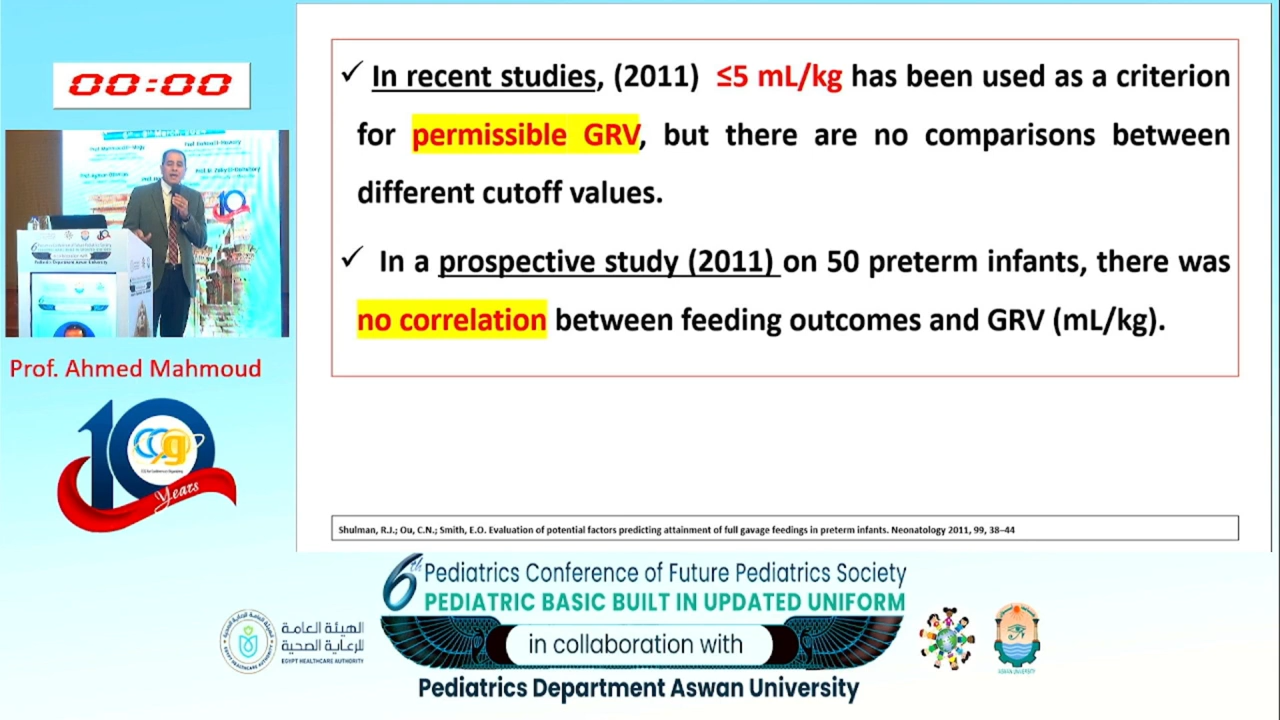 00:00
Prof. Ahmed Mahmoud
10
Years
✓ In recent studies, (2011) ≤5 mL/kg has been used as a criterion
for permissible GRV, but there are no comparisons between
different cutoff values.
✓ In a prospective study (2011) on 50 preterm infants, there was
no correlation between feeding outcomes and GRV (mL/kg).
Shulman, R.J.; Ou, C.N.; Smith, E.O. Evaluation of potential factors predicting attainment of full gavage feedings in preterm infants. Neonatology 2011, 99, 38–44
6th Pediatrics Conference of Future Pediatrics Society
PEDIATRIC BASIC BUILT IN UPDATED UNIFORM
in collaboration with
Pediatrics Department Aswan University
الهيئة العامة
للرعاية الصحية
EGYPT HEALTHCARE AUTHORITY
ASWAN UNIVERSITY